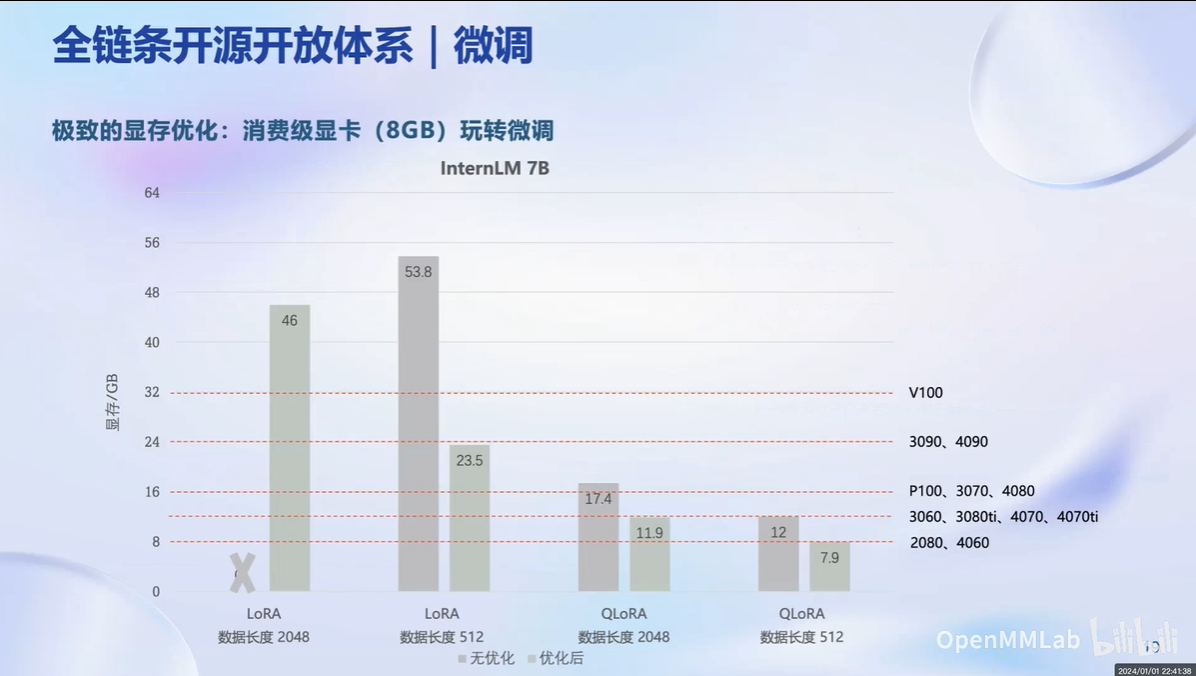 全链条开源开放体系｜微调
极致的显存优化：消费级显卡（8GB）玩转微调
InternLM 7B
64
56
48
40
32
24
16
8
0
显存/GB
46
53.8
23.5
17.4
11.9
12
7.9
V100
3090、4090
P100、3070、4080
3060、3080ti、4070、4070ti
2080、4060
LoRA
数据长度 2048
LoRA
数据长度 512
QLoRA
数据长度 2048
QLoRA
数据长度 512
无优化 优化后
OpenMMLab bilibili
2024/01/01 22:41:38